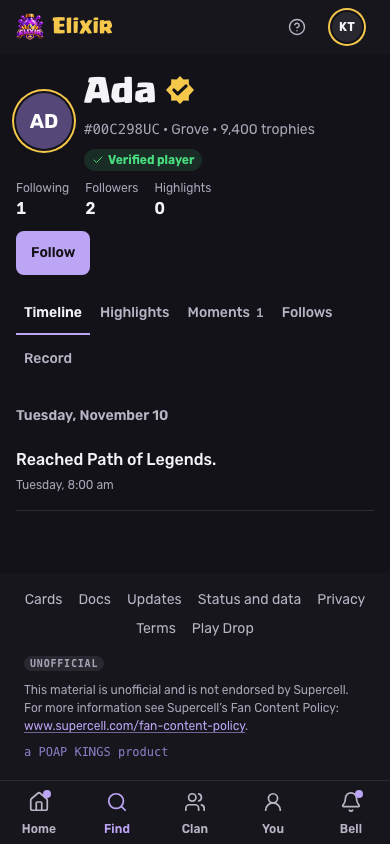 Elixir
KT
AD
Ada
#00C298UC • Grove • 9,400 trophies
Verified player
Following Followers Highlights
1 2 0
Follow
Timeline Highlights Moments 1 Follows
Record
Tuesday, November 10
Reached Path of Legends.
Tuesday, 8:00 am
Cards Docs Updates Status and data Privacy
Terms Play Drop
UNOFFICIAL
This material is unofficial and is not endorsed by Supercell.
For more information see Supercell's Fan Content Policy:
www.supercell.com/fan-content-policy.
a POAP KINGS product
Home Find Clan You Bell